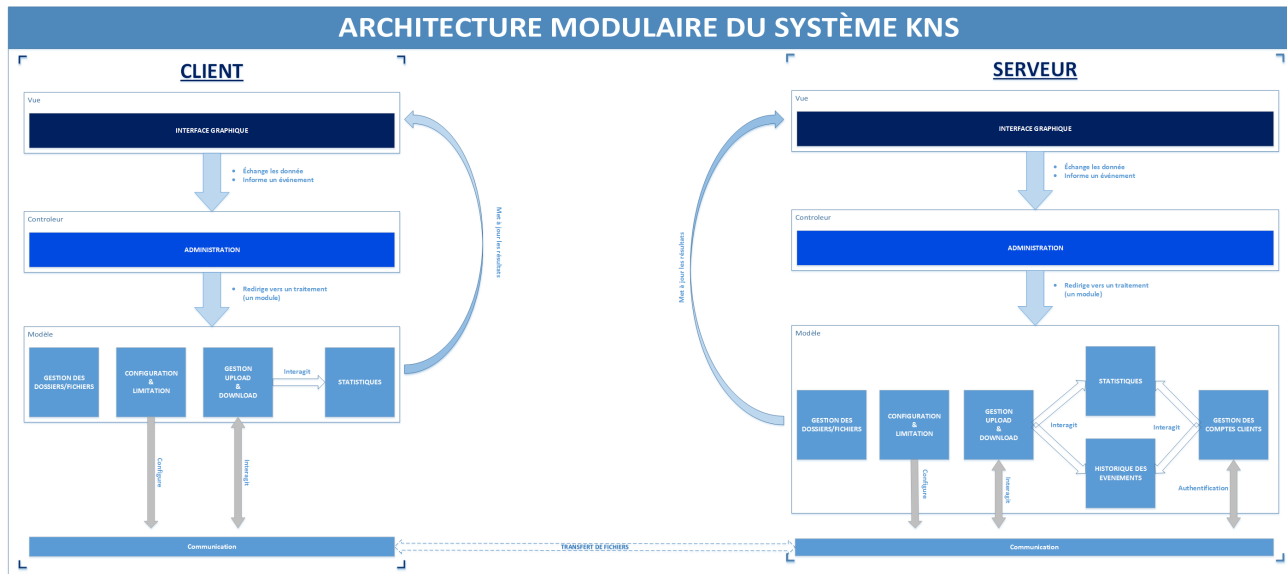 ARCHITECTURE MODULAIRE DU SYSTÈME KNS
CLIENT
Vue
INTERFACE GRAPHIQUE
• Échange les donnée
• Informe un événement
Controleur
ADMINISTRATION
• Redirige vers un traitement
(un module)
Modèle
GESTION DES
DOSSIERS/FICHIERS
CONFIGURATION
&
LIMITATION
GESTION
UPLOAD
&
DOWNLOAD
Interagit
STATISTIQUES
Configure
Interagit
Communication
Met à jour les résultats
TRANSFERT DE FICHIERS
SERVEUR
Vue
INTERFACE GRAPHIQUE
• Échange les donnée
• Informe un événement
Controleur
ADMINISTRATION
• Redirige vers un traitement
(un module)
Met à jour les résultats
Modèle
GESTION DES
DOSSIERS/FICHIERS
CONFIGURATION
&
LIMITATION
GESTION
UPLOAD
&
DOWNLOAD
Interagit
STATISTIQUES
HISTORIQUE DES
EVENEMENTS
Interagit
GESTION DES
COMPTES CLIENTS
Configure
Interagit
Authentification
Communication